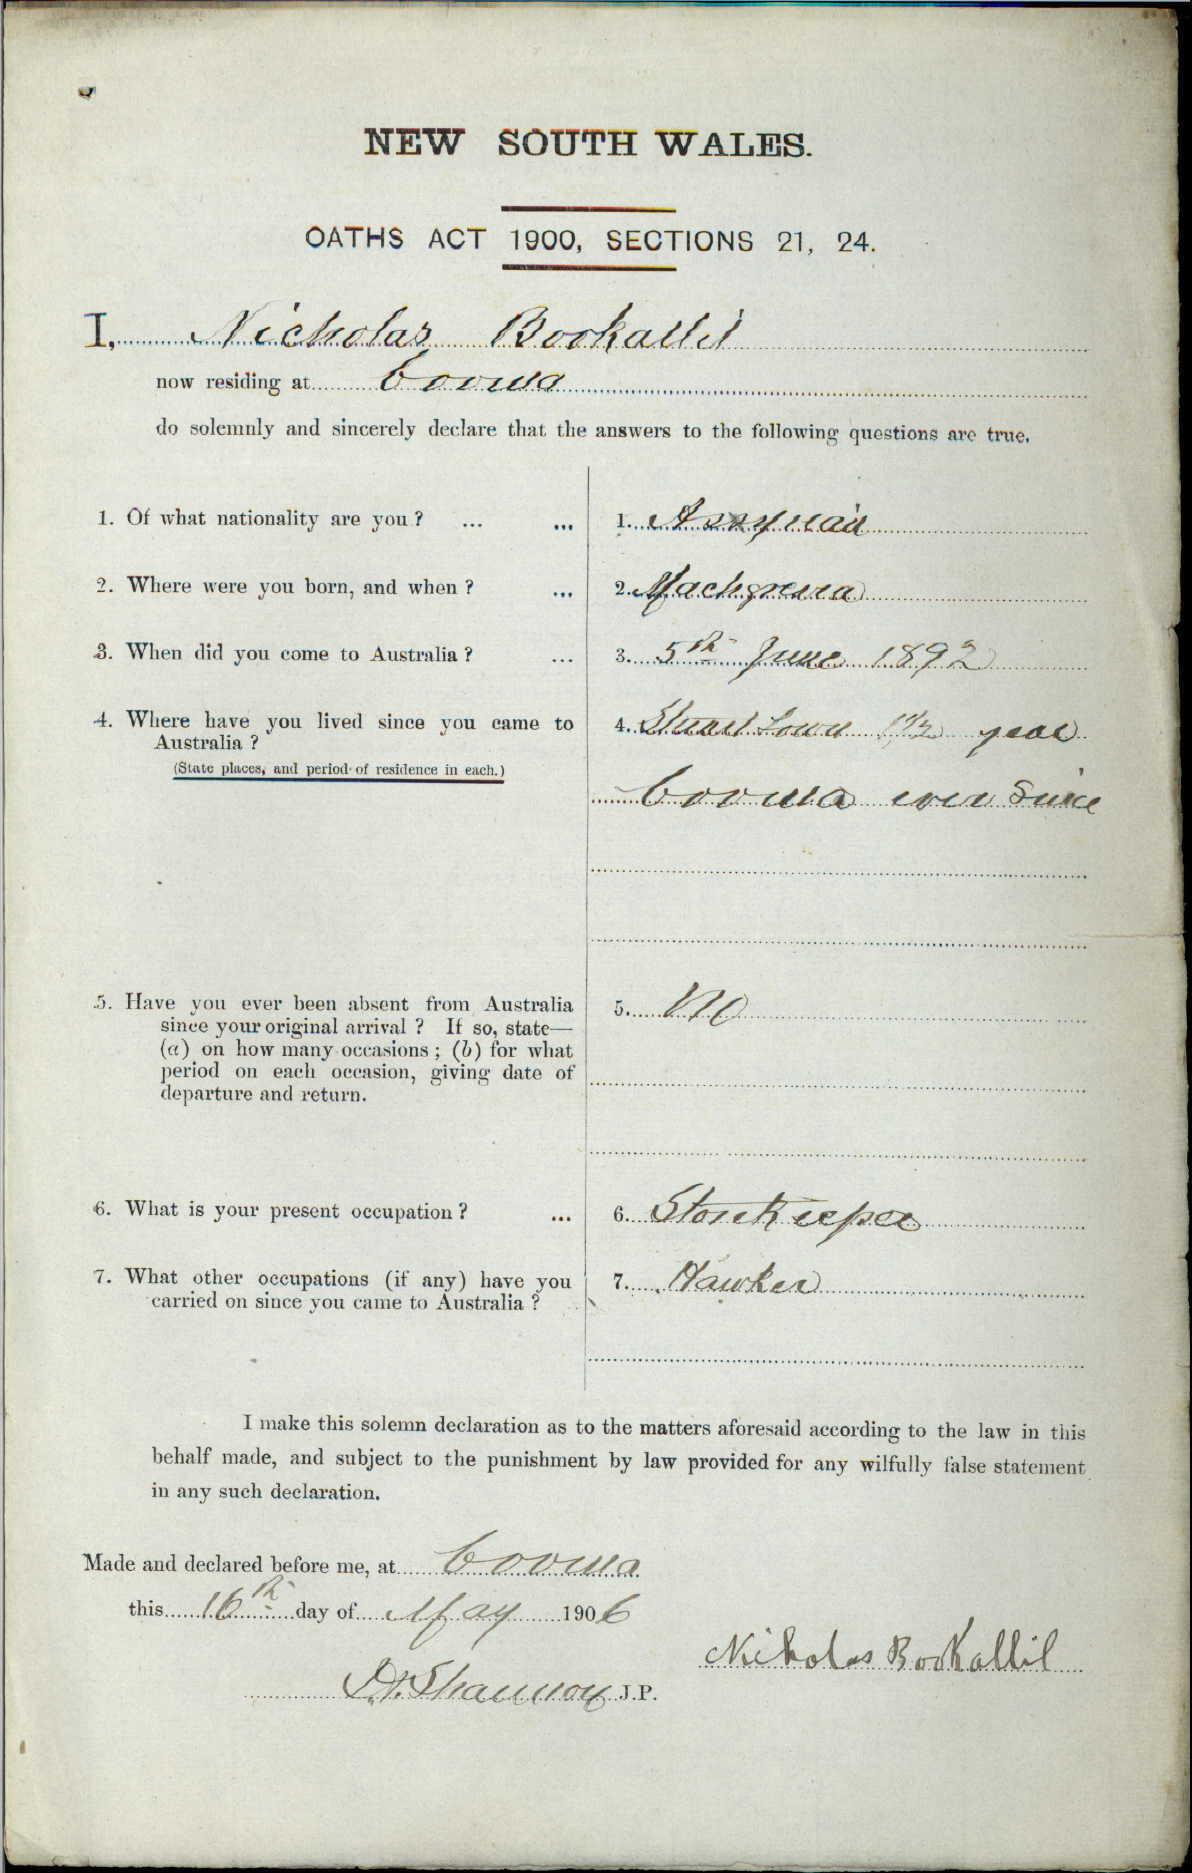 NEW SOUTH WALES.
OATHS ACT 1900, SECTIONS 21, 24.
I, Nicholas Bookallil
now residing at Cooma
do solemnly and sincerely declare that the answers to the following questions are true.
1. Of what nationality are you ? ... ... 1. Assyrian
2. Where were you born, and when ? ... 2.
3. When did you come to Australia ? ... 3. 5th June 1892
4. Where have you lived since you came to 4. Stuart Town 1 1/2 year
Australia ?
(State places, and period of residence in each.)
Cooma ever since
5. Have you ever been absent from Australia 5. No
since your original arrival ? If so, state—
(a) on how many occasions ; (b) for what
period on each occasion, giving date of
departure and return.
6. What is your present occupation ? ... 6. Storekeeper
7. What other occupations (if any) have you 7. Hawker
carried on since you came to Australia ?
I make this solemn declaration as to the matters aforesaid according to the law in this
behalf made, and subject to the punishment by law provided for any wilfully false statement
in any such declaration.
Made and declared before me, at Cooma
this 16th day of May 1906
Nikolas Bookallil
Shannon J.P.